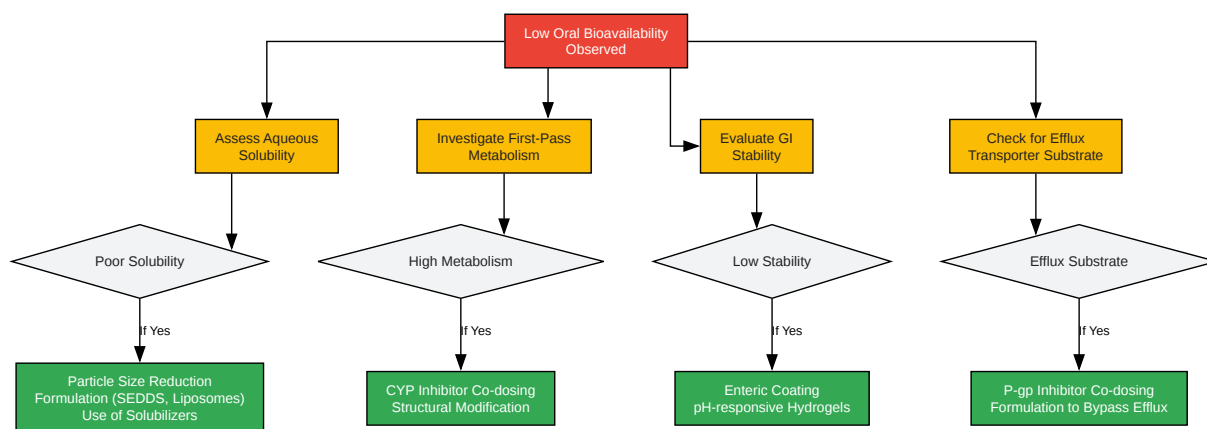 Low Oral Bioavailability
Observed
Assess Aqueous
Solubility
Investigate First-Pass
Metabolism
Evaluate GI
Stability
Check for Efflux
Transporter Substrate
Poor Solubility
High Metabolism
Low Stability
Efflux Substrate
If Yes
If Yes
If Yes
If Yes
Particle Size Reduction
Formulation (SEDDS, Liposomes)
Use of Solubilizers
CYP Inhibitor Co-dosing
Structural Modification
Enteric Coating
pH-responsive Hydrogels
P-gp Inhibitor Co-dosing
Formulation to Bypass Efflux